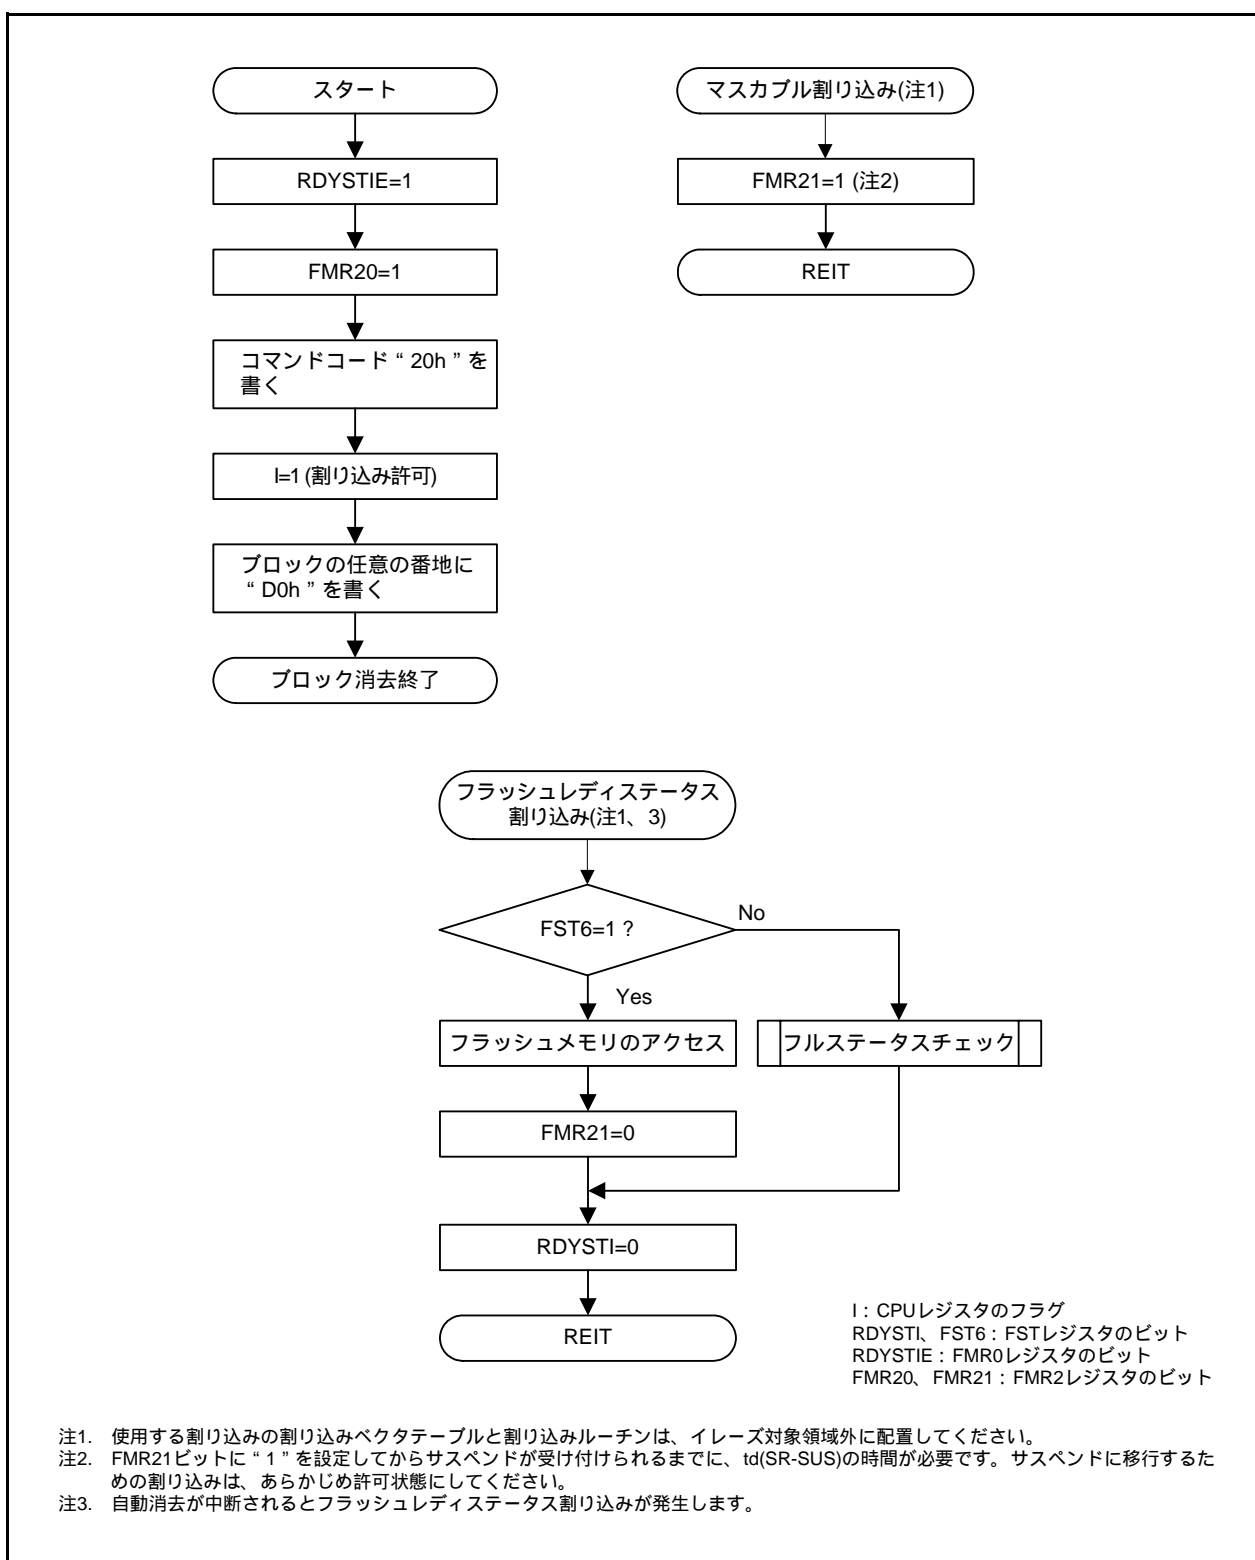 スタート
RDYSTIE=1
FMR20=1
コマンドコード“ 20h ”を
書く
I=1 (割り込み許可)
ブロックの任意の番地に
“ D0h ”を書く
ブロック消去終了
マスカブル割り込み(注1)
FMR21=1 (注2)
REIT
フラッシュレディステータス
割り込み(注1、3)
FST6=1 ?
No
Yes
フラッシュメモリのアクセス
フルステータスチェック
FMR21=0
RDYSTI=0
REIT
I : CPUレジスタのフラグ
RDYSTI、FST6 : FSTレジスタのビット
RDYSTIE : FMR0レジスタのビット
FMR20、FMR21 : FMR2レジスタのビット
注1. 使用する割り込みの割り込みベクタテーブルと割り込みルーチンは、イレーズ対象領域外に配置してください。
注2. FMR21ビットに“ 1 ”を設定してからサスペンドが受け付けられるまでに、td(SR-SUS)の時間が必要です。サスペンドに移行するた
めの割り込みは、あらかじめ許可状態にしてください。
注3. 自動消去が中断されるとフラッシュレディステータス割り込みが発生します。